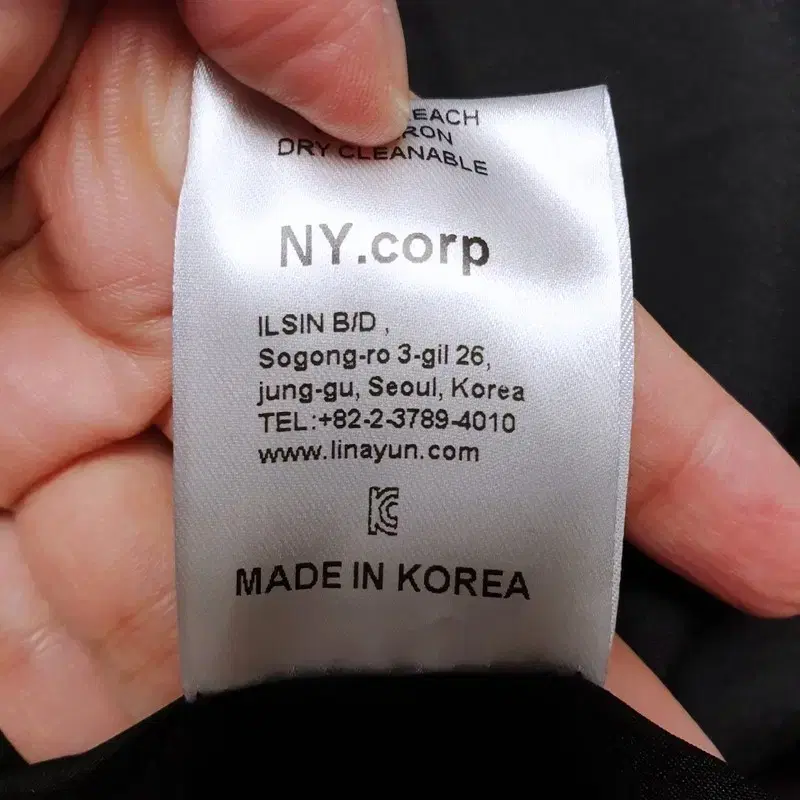 DRY CLEANABLE
NY.corp
ILSIN B/D ,
Sogong-ro 3-gil 26,
jung-gu, Seoul, Korea
TEL:+82-2-3789-4010
www.linayun.com
KC
MADE IN KOREA